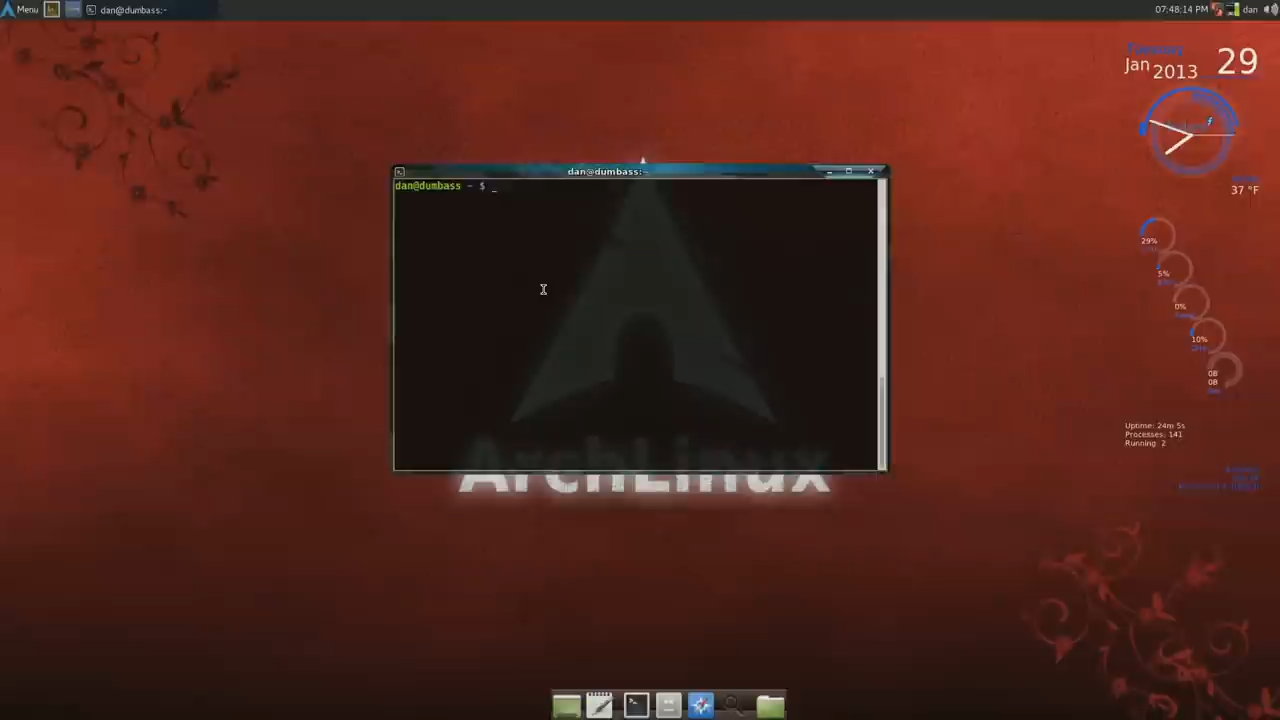 Menu
dan@dumbass:~
07:48:14 PM
dan
Tuesday
Jan 2013 29
dan@dumbass:~
dan@dumbass ~ $ _
37 °F
29%
5%
0%
10%
0B
0B
Uptime: 24m 5s
Processes: 141
Running: 2
ArchLinux